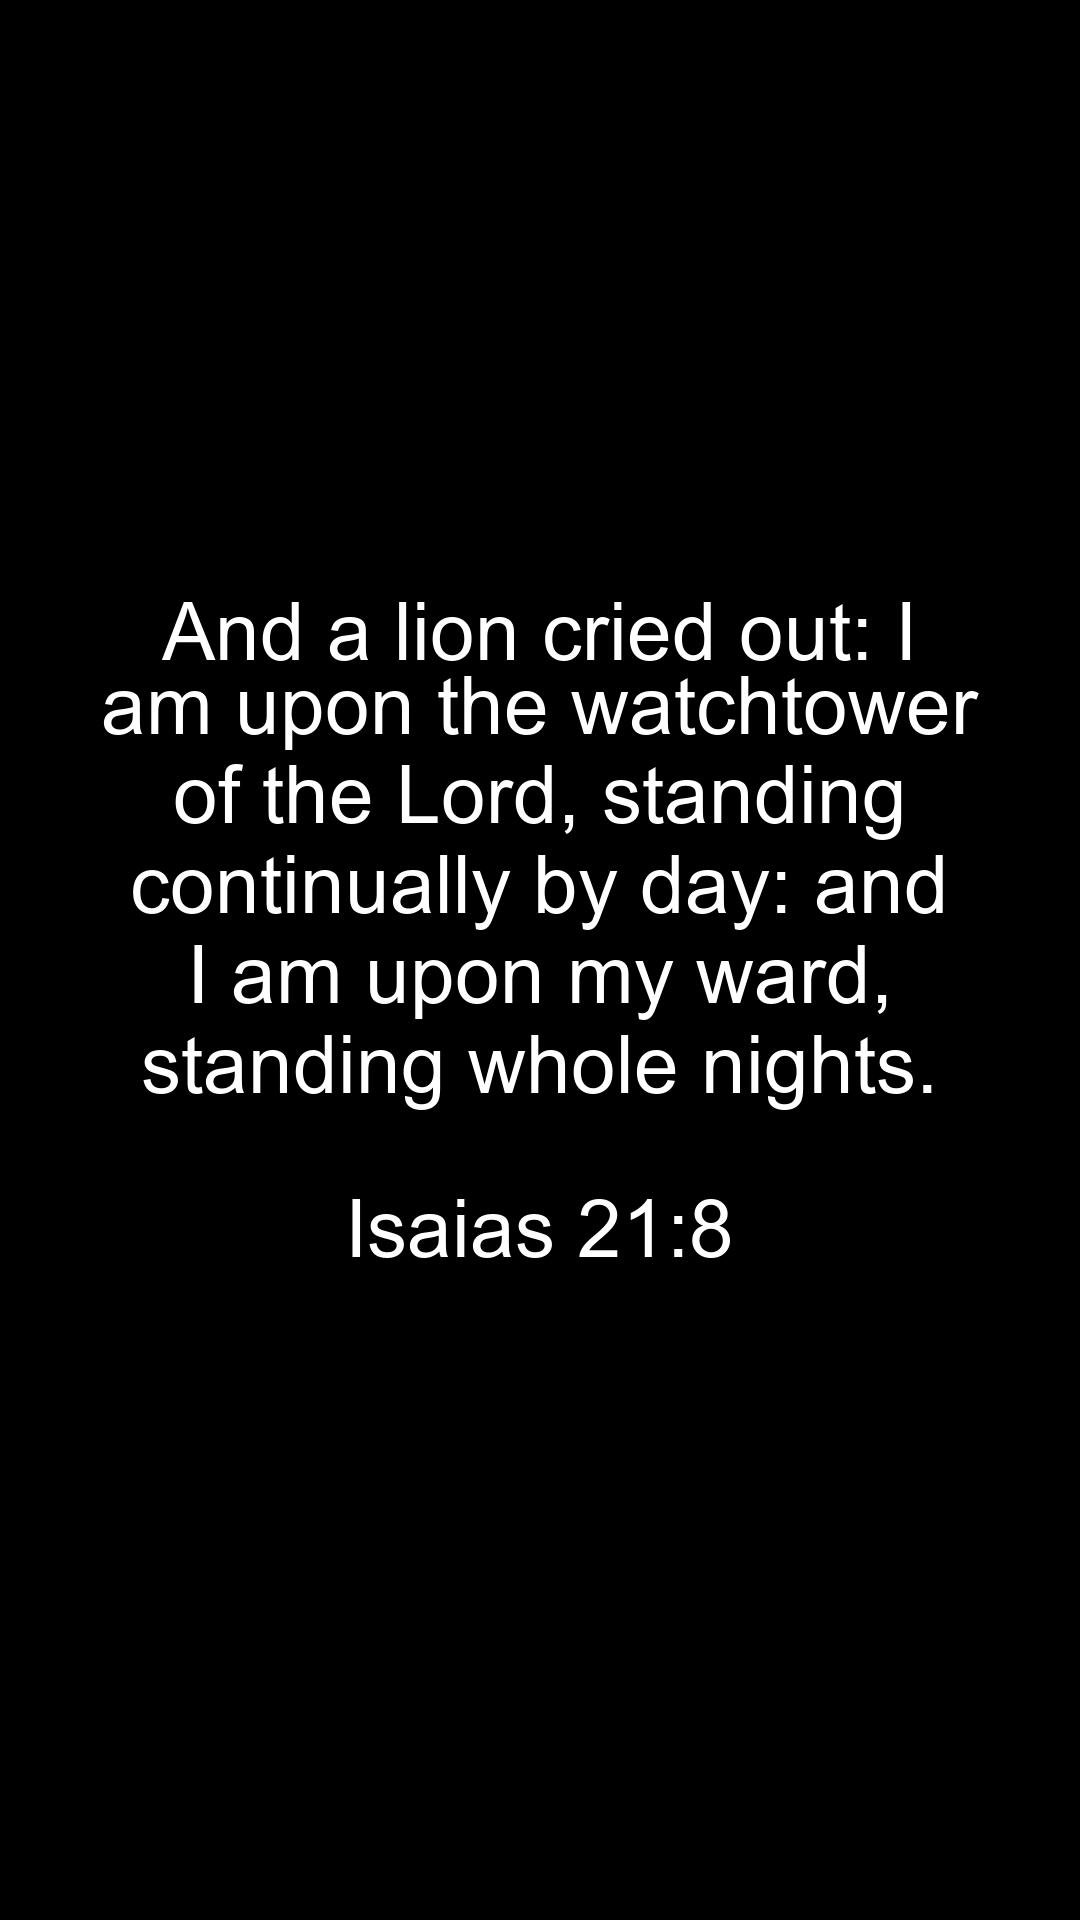 And a lion cried out: I
am upon the watchtower
of the Lord, standing
continually by day: and
I am upon my ward,
standing whole nights.
Isaias 21:8